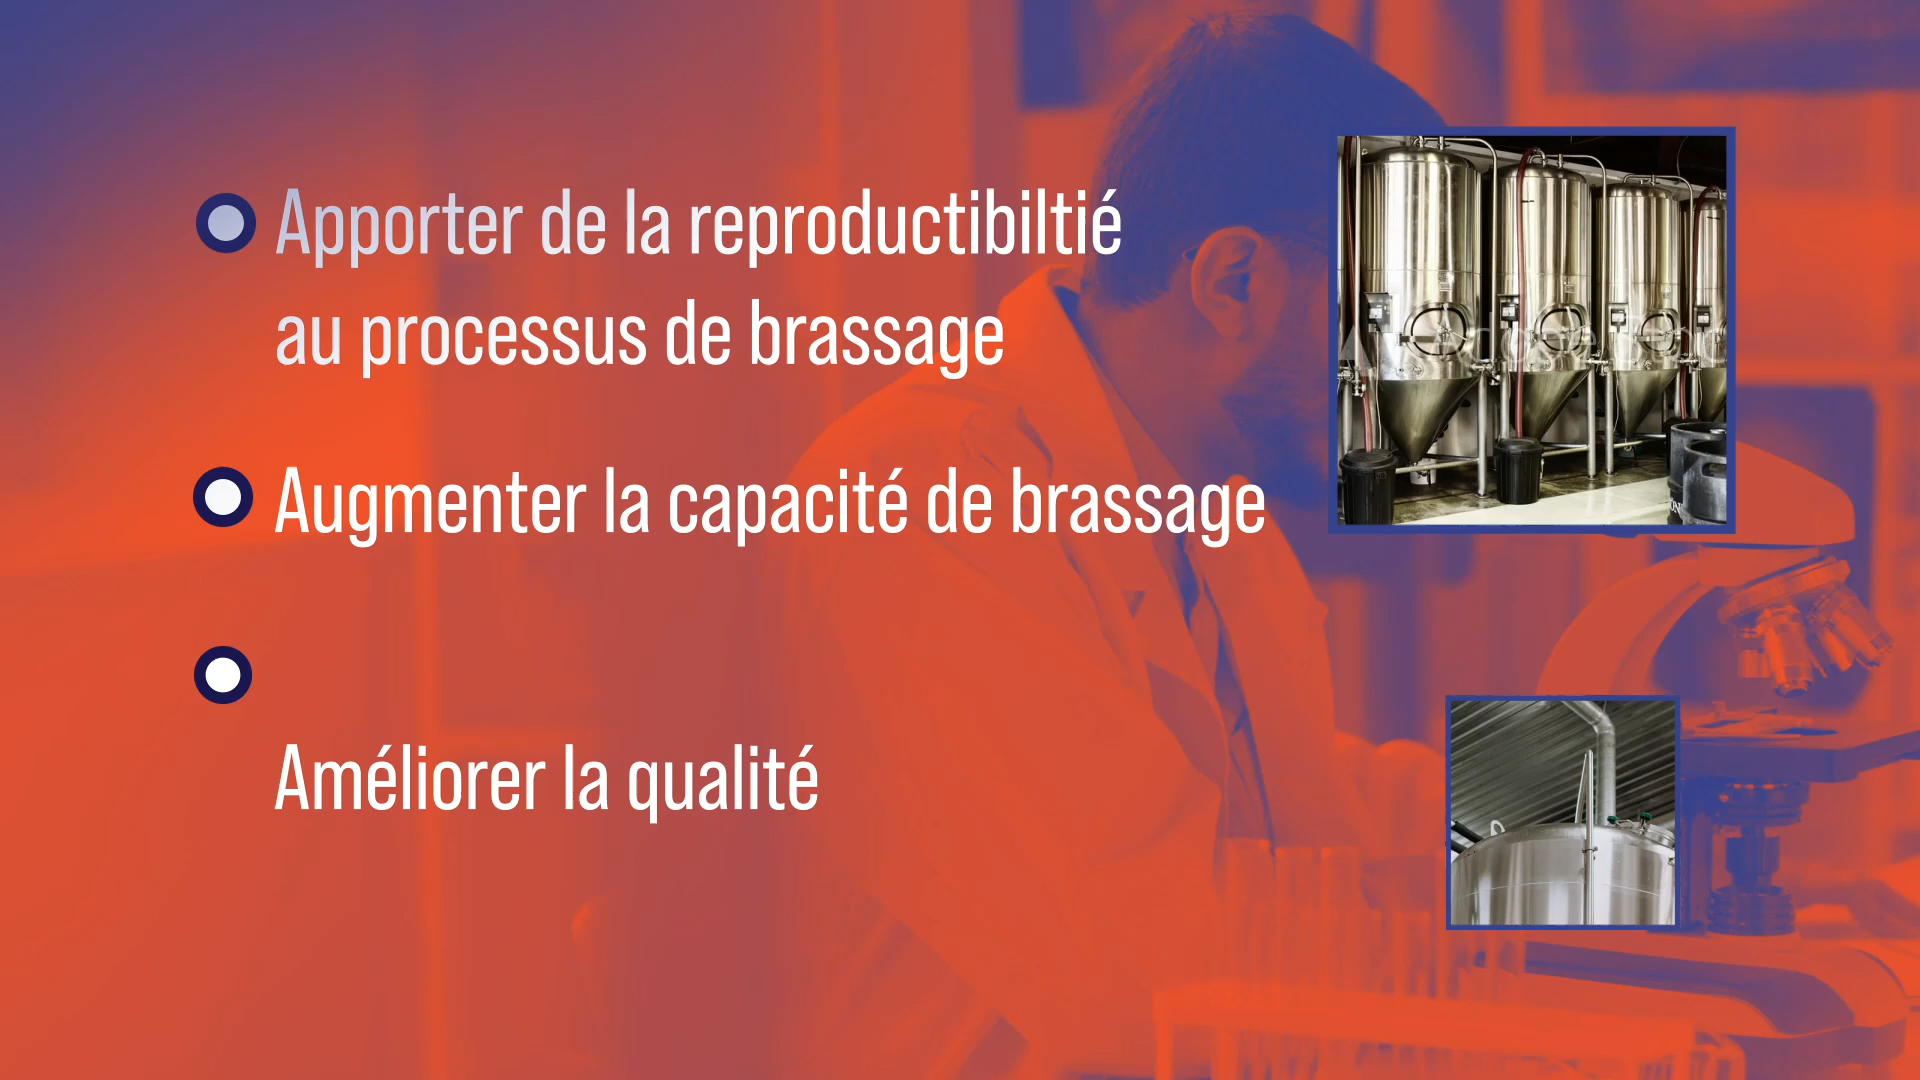 Apporter de la reproductibiltié
au processus de brassage
Augmenter la capacité de brassage
Améliorer la qualité